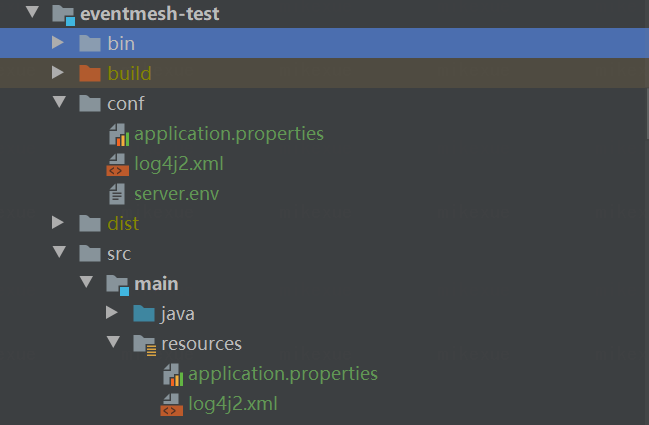 eventmesh-test
bin
build
conf
application.properties
log4j2.xml
server.env
dist
src
main
java
resources
application.properties
log4j2.xml